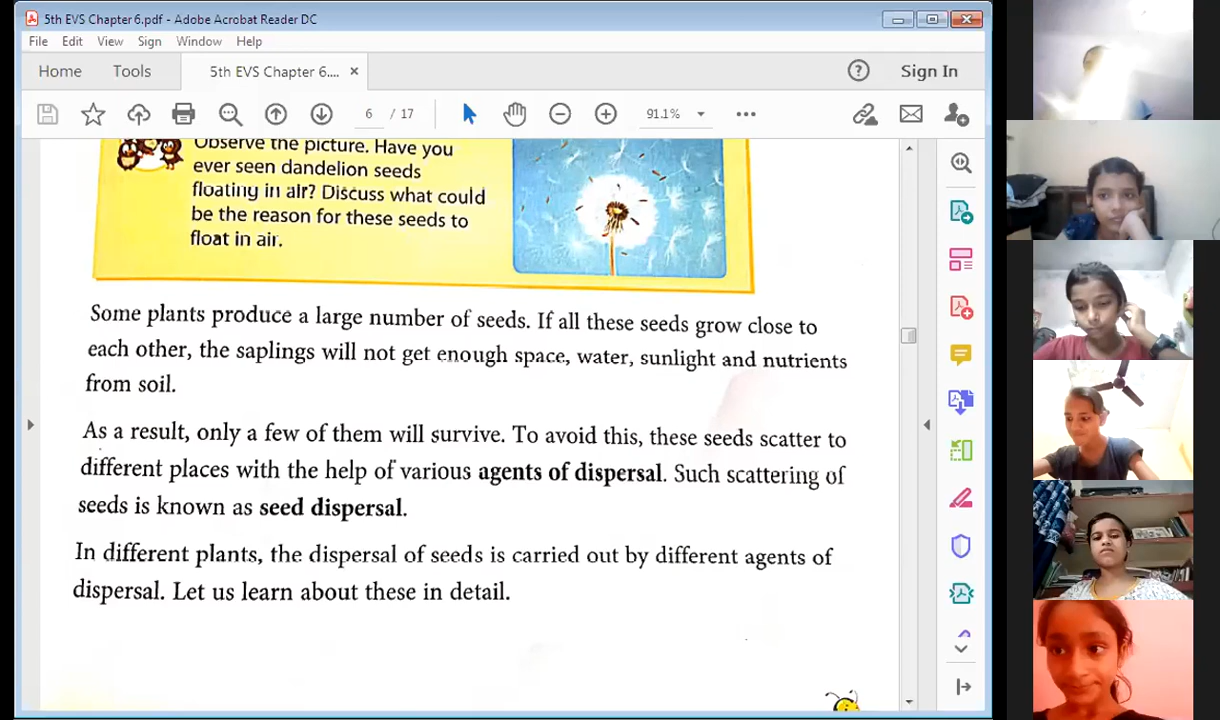 5th EVS Chapter 6.pdf - Adobe Acrobat Reader DC
File Edit View Sign Window Help
Home Tools 5th EVS Chapter 6.... × Sign In
6 / 17 91.1%
Observe the picture. Have you
ever seen dandelion seeds
floating in air? Discuss what could
be the reason for these seeds to
float in air.
Some plants produce a large number of seeds. If all these seeds grow close to
each other, the saplings will not get enough space, water, sunlight and nutrients
from soil.
As a result, only a few of them will survive. To avoid this, these seeds scatter to
different places with the help of various agents of dispersal. Such scattering of
seeds is known as seed dispersal.
In different plants, the dispersal of seeds is carried out by different agents of
dispersal. Let us learn about these in detail.